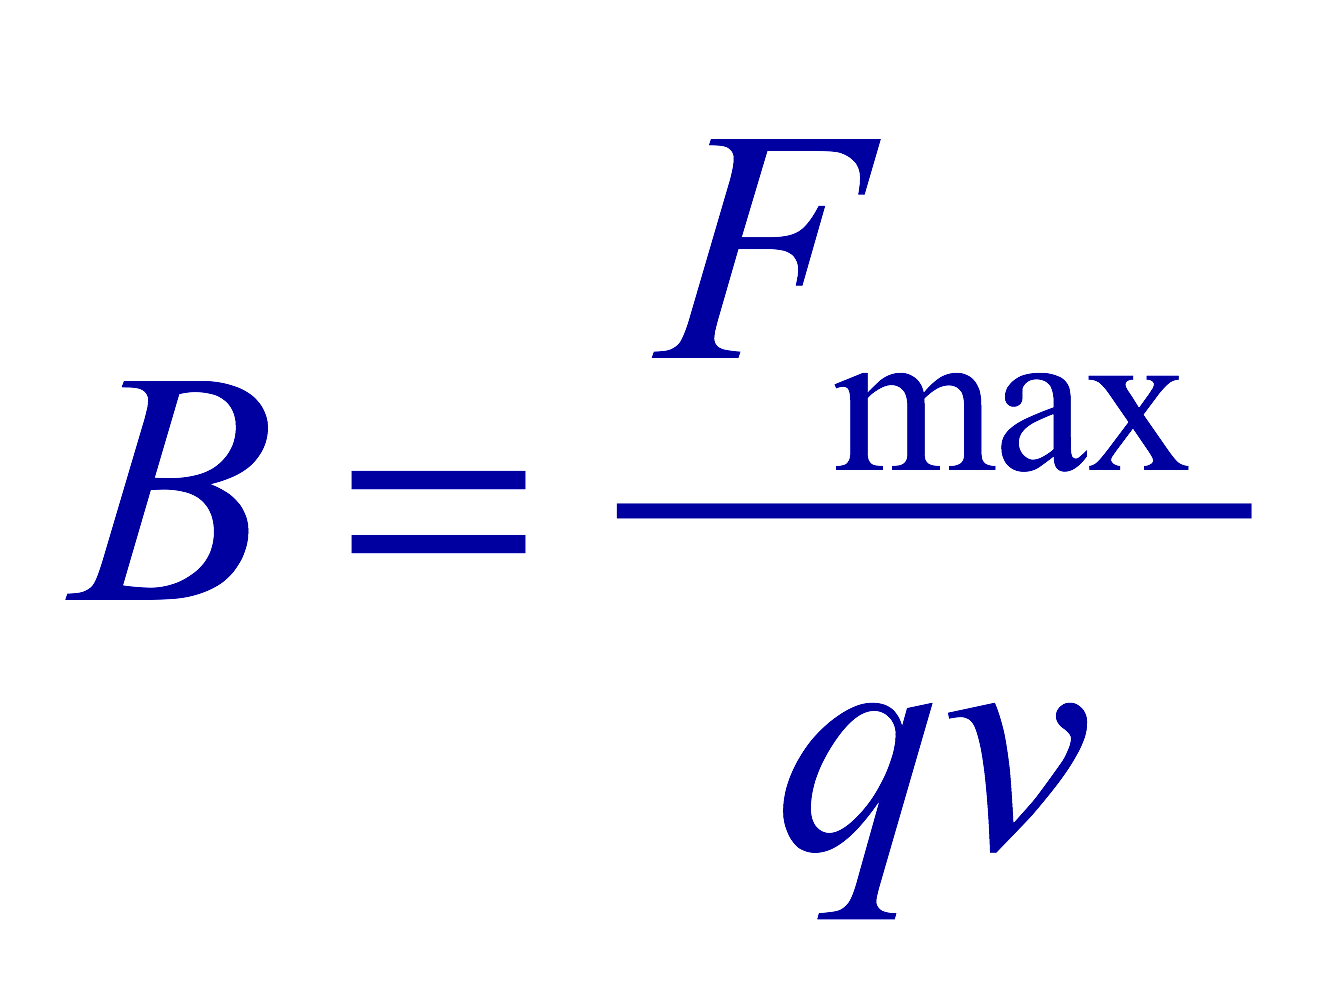 B = F_max / qv